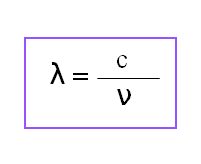 λ = c / ν